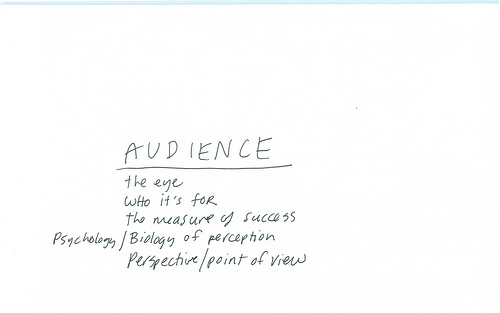 AUDIENCE
the eye
WHO it's for
the measure of success
Psychology/Biology of perception
Perspective/point of view